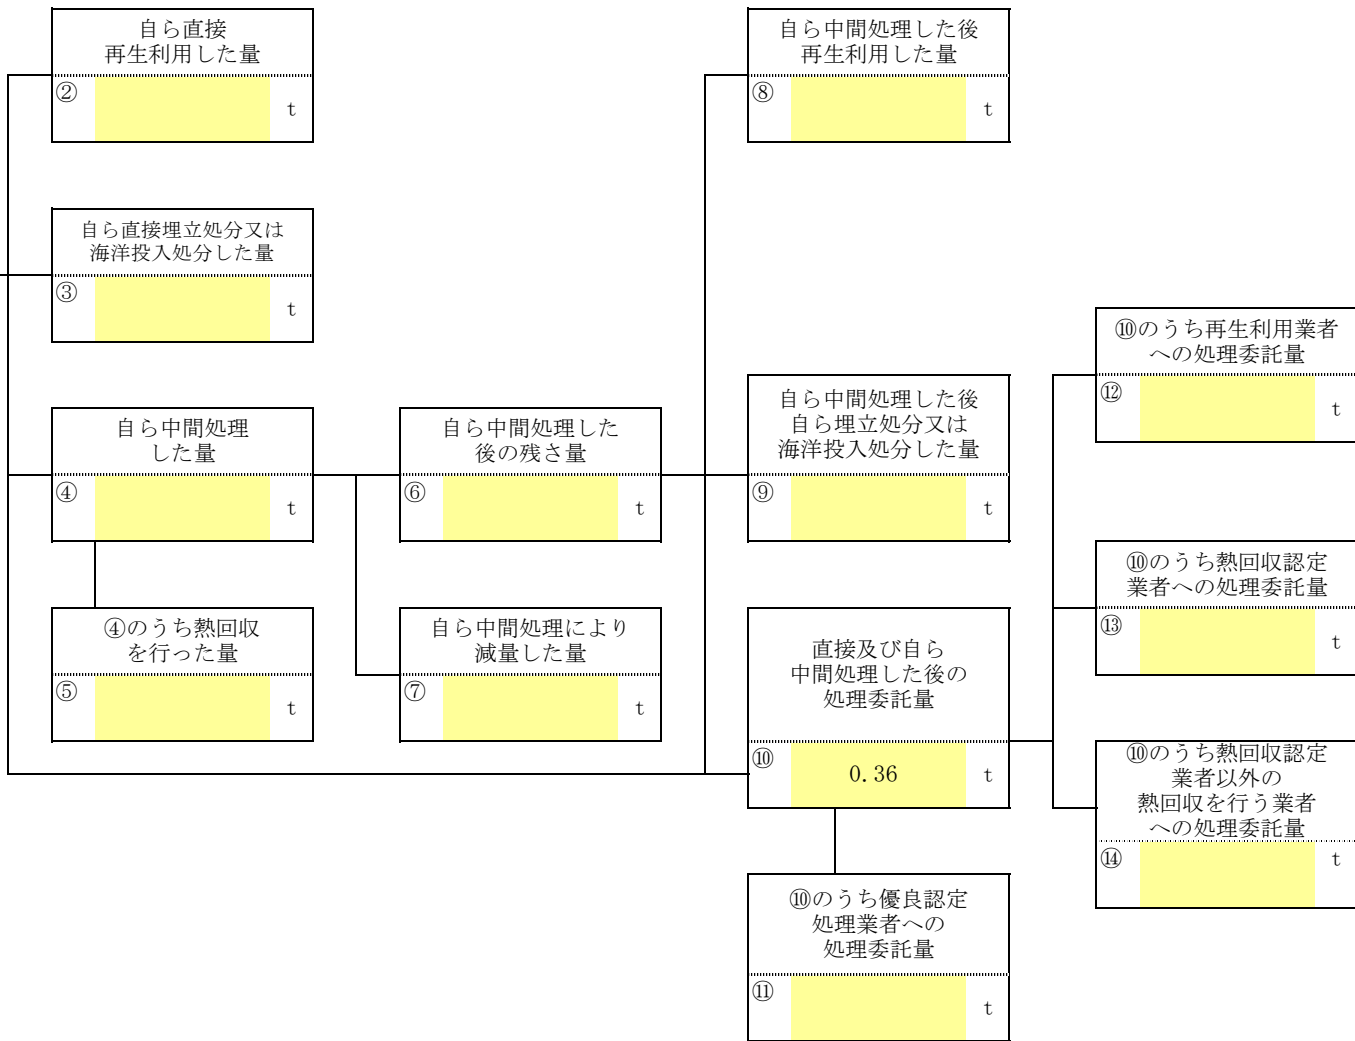 自ら直接
再生利用した量
②
t
自ら中間処理した後
再生利用した量
⑧
t
自ら直接埋立処分又は
海洋投入処分した量
③
t
⑩のうち再生利用業者
への処理委託量
⑫
t
自ら中間処理
した量
④
t
自ら中間処理した
後の残さ量
⑥
t
自ら中間処理した後
自ら埋立処分又は
海洋投入処分した量
⑨
t
⑩のうち熱回収認定
業者への処理委託量
⑬
t
④のうち熱回収
を行った量
⑤
t
自ら中間処理により
減量した量
⑦
t
直接及び自ら
中間処理した後の
処理委託量
⑩ 0.36 t
⑩のうち熱回収認定
業者以外の
熱回収を行う業者
への処理委託量
⑭
t
⑩のうち優良認定
処理業者への
処理委託量
⑪
t